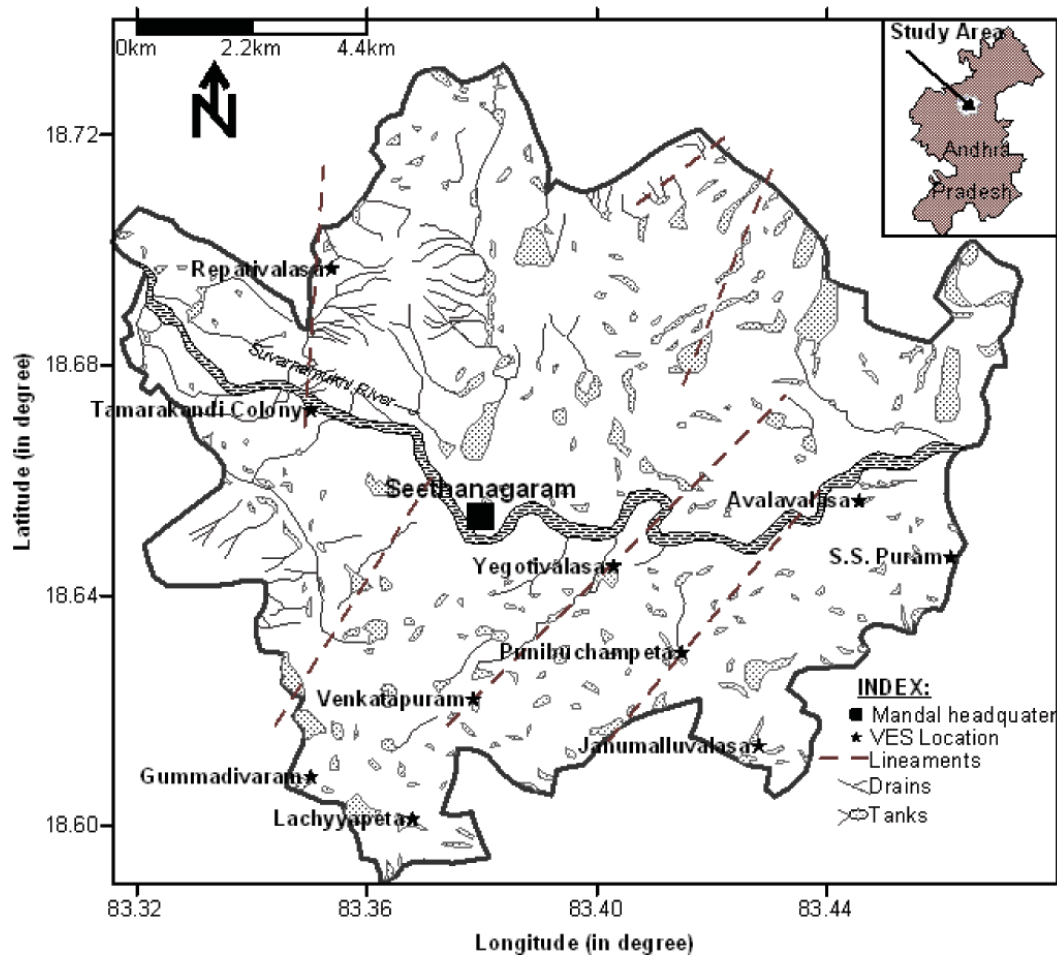 0km 2.2km 4.4km
N
Study Area
Andhra
Pradesh
18.72
18.68
18.64
18.60
Latitude (in degree)
Repativalasa
Suvarnamukhi River
Tamarakandi Colony
Seethanagaram
Avalavalasa
Yegotivalasa
S.S. Puram
Punibuchampeta
Venkatapuram
Janumalluvalasa
Gummadivaram
Lachyyapeta
INDEX:
Mandal headquater
VES Location
Lineaments
Drains
Tanks
83.32 83.36 83.40 83.44
Longitude (in degree)